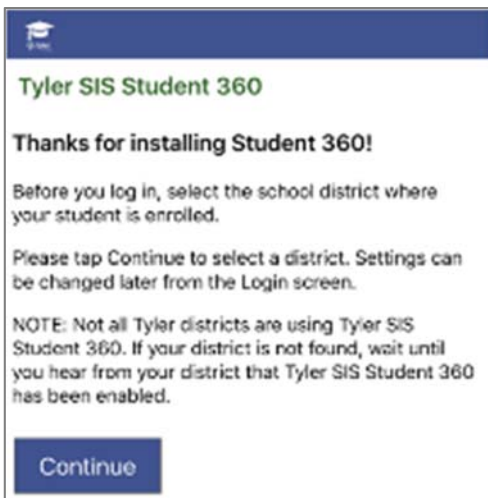 Tyler SIS Student 360
Thanks for installing Student 360!
Before you log in, select the school district where
your student is enrolled.
Please tap Continue to select a district. Settings can
be changed later from the Login screen.
NOTE: Not all Tyler districts are using Tyler SIS
Student 360. If your district is not found, wait until
you hear from your district that Tyler SIS Student 360
has been enabled.
Continue